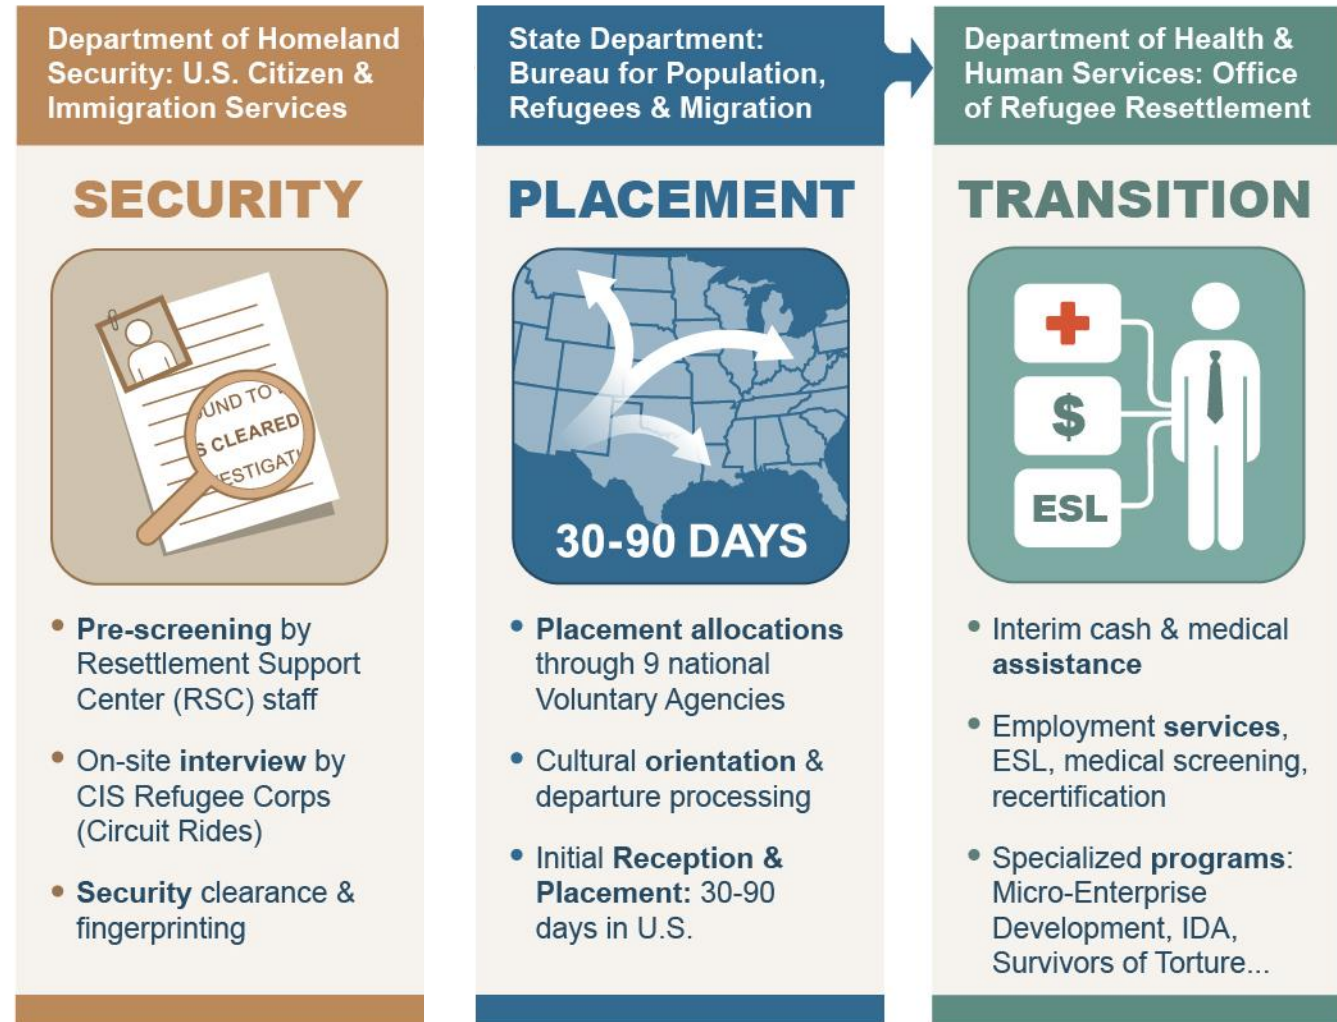 Department of Homeland
Security: U.S. Citizen &
Immigration Services
SECURITY
OUND TO
S CLEARED
ESTIGATI
• Pre-screening by
Resettlement Support
Center (RSC) staff
• On-site interview by
CIS Refugee Corps
(Circuit Rides)
• Security clearance &
fingerprinting
State Department:
Bureau for Population,
Refugees & Migration
PLACEMENT
30-90 DAYS
• Placement allocations
through 9 national
Voluntary Agencies
• Cultural orientation &
departure processing
• Initial Reception &
Placement: 30-90
days in U.S.
Department of Health &
Human Services: Office
of Refugee Resettlement
TRANSITION
$
ESL
• Interim cash & medical
assistance
• Employment services,
ESL, medical screening,
recertification
• Specialized programs:
Micro-Enterprise
Development, IDA,
Survivors of Torture...